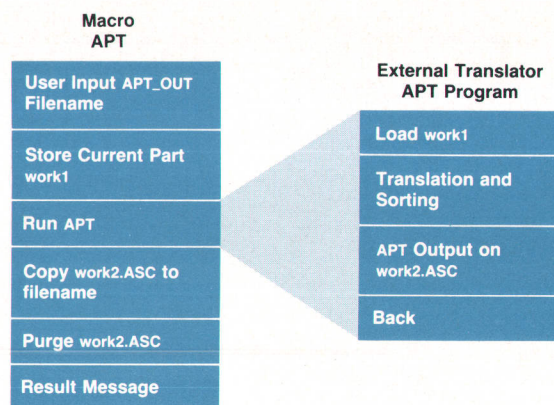 Macro
APT
User Input APT_OUT
Filename
Store Current Part
work1
Run APT
Copy work2.ASC to
filename
Purge work2.ASC
Result Message
External Translator
APT Program
Load work1
Translation and
Sorting
APT Output on
work2.ASC
Back